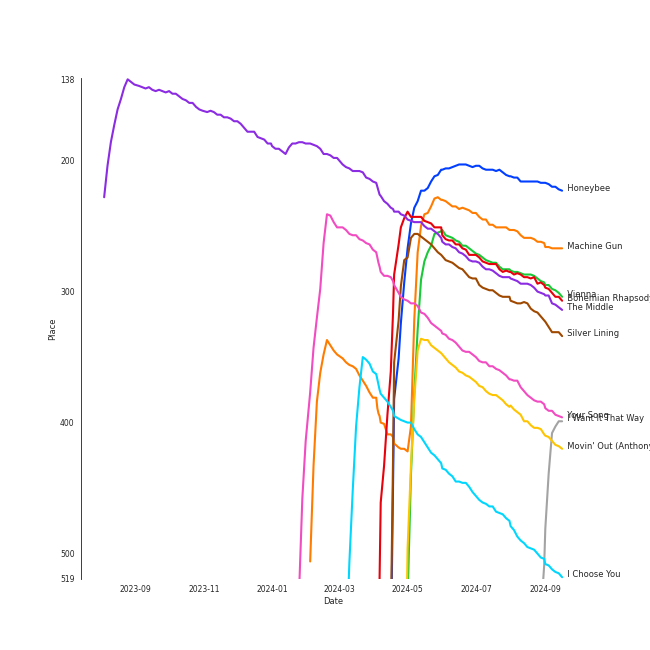 138
200
300
400
500
519
Place
2023-09
2023-11
2024-01
2024-03
2024-05
2024-07
2024-09
Date
Honeybee
Machine Gun
Vienna
Bohemian Rhapsody
The Middle
Silver Lining
Your Song
I Want It That Way
Movin' Out (Anthony
I Choose You